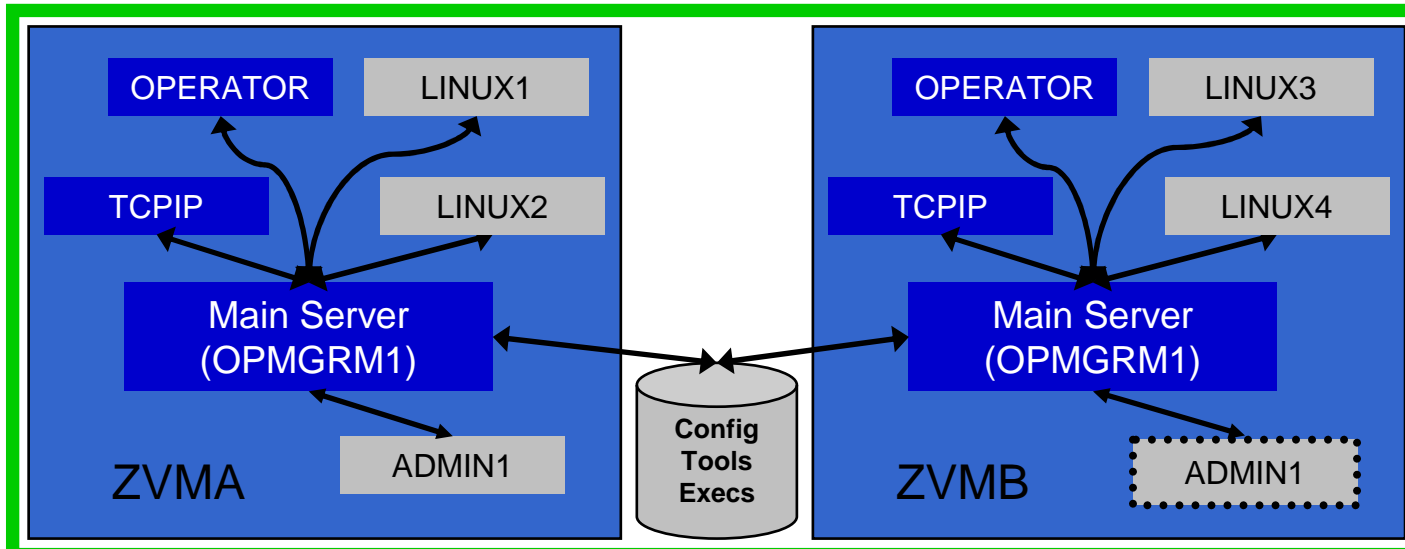 OPERATOR
LINUX1
TCPIP
LINUX2
Main Server
(OPMGRM1)
ADMIN1
ZVMA
Config
Tools
Execs
OPERATOR
LINUX3
TCPIP
LINUX4
Main Server
(OPMGRM1)
ADMIN1
ZVMB